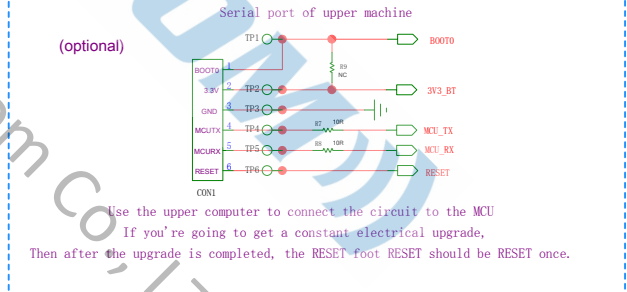 Serial port of upper machine
(optional)
TP1 BOOT0
R9
NC
BOOT0 1
3.3V 2 TP2 3V3_BT
GND 3 TP3
MCUTX 4 TP4 R7 10R MCU_TX
MCURX 5 TP5 R8 10R MCU_RX
RESET 6 TP6 RESET
CON1
Use the upper computer to connect the circuit to the MCU
If you're going to get a constant electrical upgrade,
Then after the upgrade is completed, the RESET foot RESET should be RESET once.